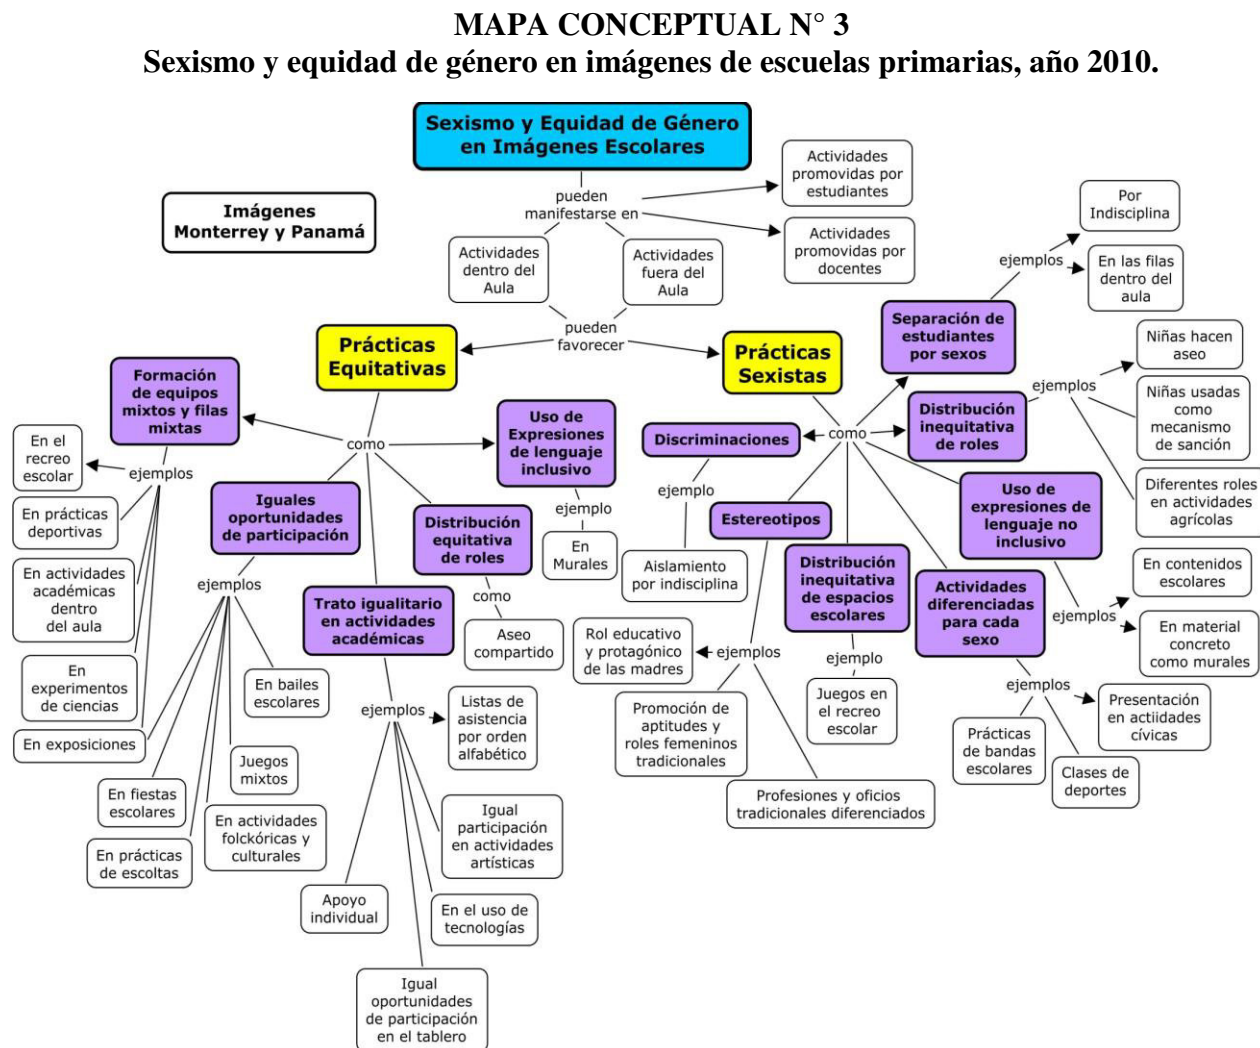 MAPA CONCEPTUAL N° 3
Sexismo y equidad de género en imágenes de escuelas primarias, año 2010.
Sexismo y Equidad de Género
en Imágenes Escolares
Imágenes
Monterrey y Panamá
pueden
manifestarse en
Actividades
promovidas por
estudiantes
Actividades
promovidas por
docentes
Actividades
dentro del
Aula
Actividades
fuera del
Aula
pueden
favorecer
Prácticas
Equitativas
como
Formación
de equipos
mixtos y filas
mixtas
ejemplos
En el
recreo
escolar
En prácticas
deportivas
En actividades
académicas
dentro
del aula
En
experimentos
de ciencias
En exposiciones
Iguales
oportunidades
de participación
ejemplos
En bailes
escolares
Juegos
mixtos
En fiestas
escolares
En actividades
folckóricas y
culturales
En prácticas
de escoltas
Trato igualitario
en actividades
académicas
ejemplos
Listas de
asistencia
por orden
alfabético
Igual
participación
en actividades
artísticas
Apoyo
individual
En el uso de
tecnologías
Igual
oportunidades
de participación
en el tablero
Distribución
equitativa
de roles
como
Aseo
compartido
Uso de
Expresiones
de lenguaje
inclusivo
ejemplo
En
Murales
Prácticas
Sexistas
como
Separación de
estudiantes
por sexos
ejemplos
Por
Indisciplina
En las filas
dentro del
aula
Distribución
inequitativa
de roles
ejemplos
Niñas hacen
aseo
Niñas usadas
como
mecanismo
de sanción
Diferentes roles
en actividades
agrícolas
Discriminaciones
ejemplo
Aislamiento
por indisciplina
Estereotipos
ejemplos
Rol educativo
y protagónico
de las madres
Promoción de
aptitudes y
roles femeninos
tradicionales
Profesiones y oficios
tradicionales diferenciados
Distribución
inequitativa
de espacios
escolares
ejemplo
Juegos en
el recreo
escolar
Uso de
expresiones de
lenguaje no
inclusivo
ejemplos
En contenidos
escolares
En material
concreto
como murales
Actividades
diferenciadas
para cada
sexo
ejemplos
Presentación
en actiidades
cívicas
Prácticas
de bandas
escolares
Clases de
deportes